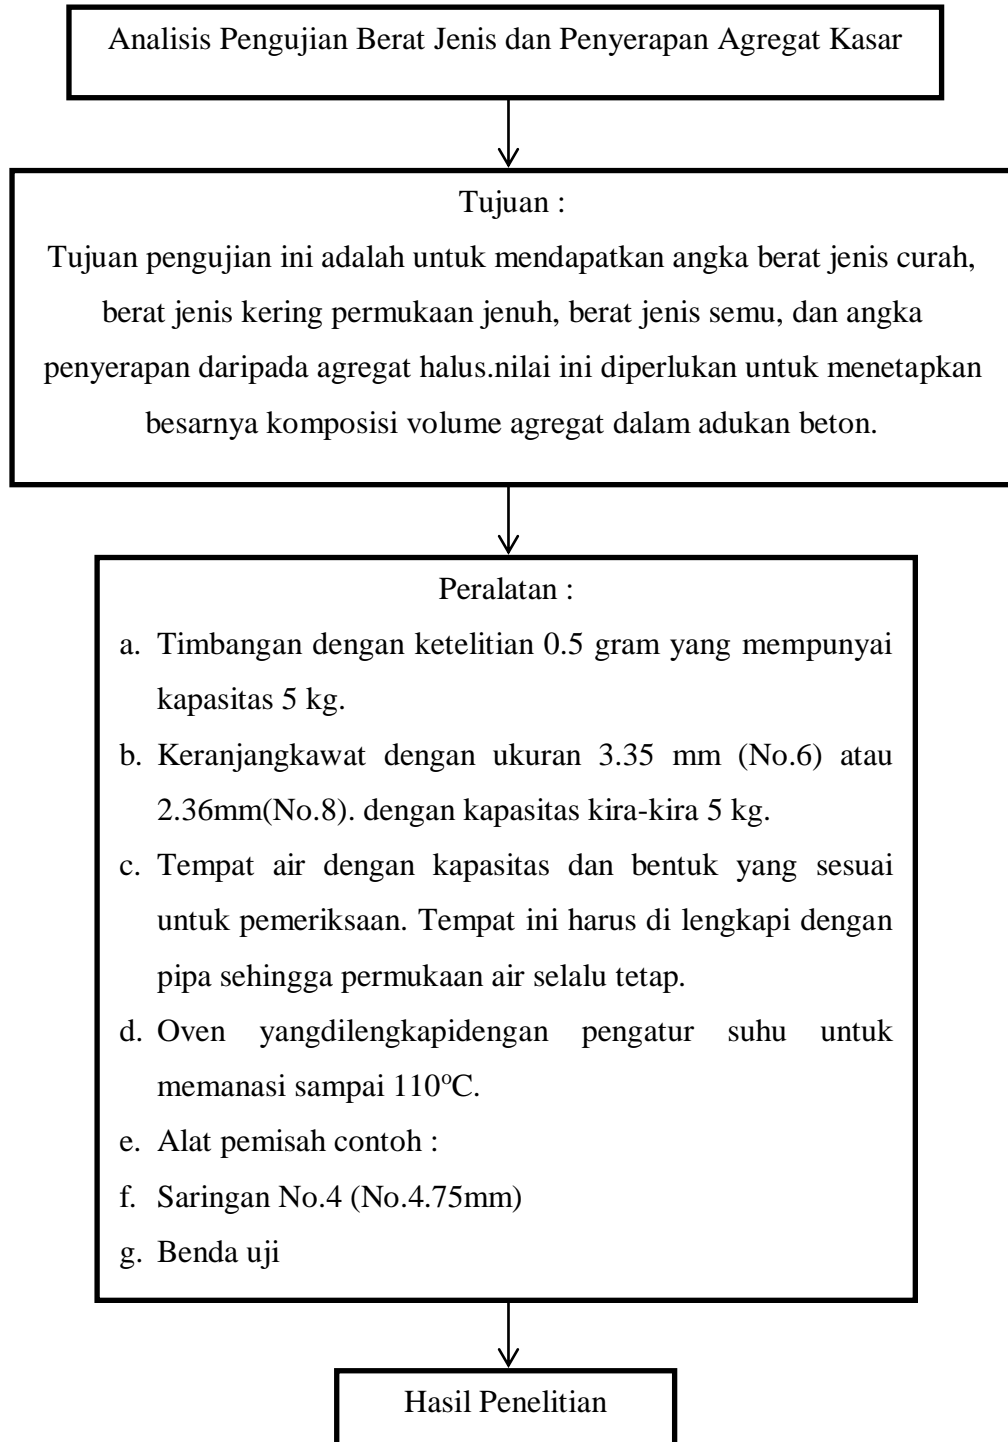 Analisis Pengujian Berat Jenis dan Penyerapan Agregat Kasar
Tujuan :
Tujuan pengujian ini adalah untuk mendapatkan angka berat jenis curah,
berat jenis kering permukaan jenuh, berat jenis semu, dan angka
penyerapan daripada agregat halus.nilai ini diperlukan untuk menetapkan
besarnya komposisi volume agregat dalam adukan beton.
Peralatan :
a. Timbangan dengan ketelitian 0.5 gram yang mempunyai
kapasitas 5 kg.
b. Keranjangkawat dengan ukuran 3.35 mm (No.6) atau
2.36mm(No.8). dengan kapasitas kira-kira 5 kg.
c. Tempat air dengan kapasitas dan bentuk yang sesuai
untuk pemeriksaan. Tempat ini harus di lengkapi dengan
pipa sehingga permukaan air selalu tetap.
d. Oven yangdilengkapidengan pengatur suhu untuk
memanasi sampai 110°C.
e. Alat pemisah contoh :
f. Saringan No.4 (No.4.75mm)
g. Benda uji
Hasil Penelitian